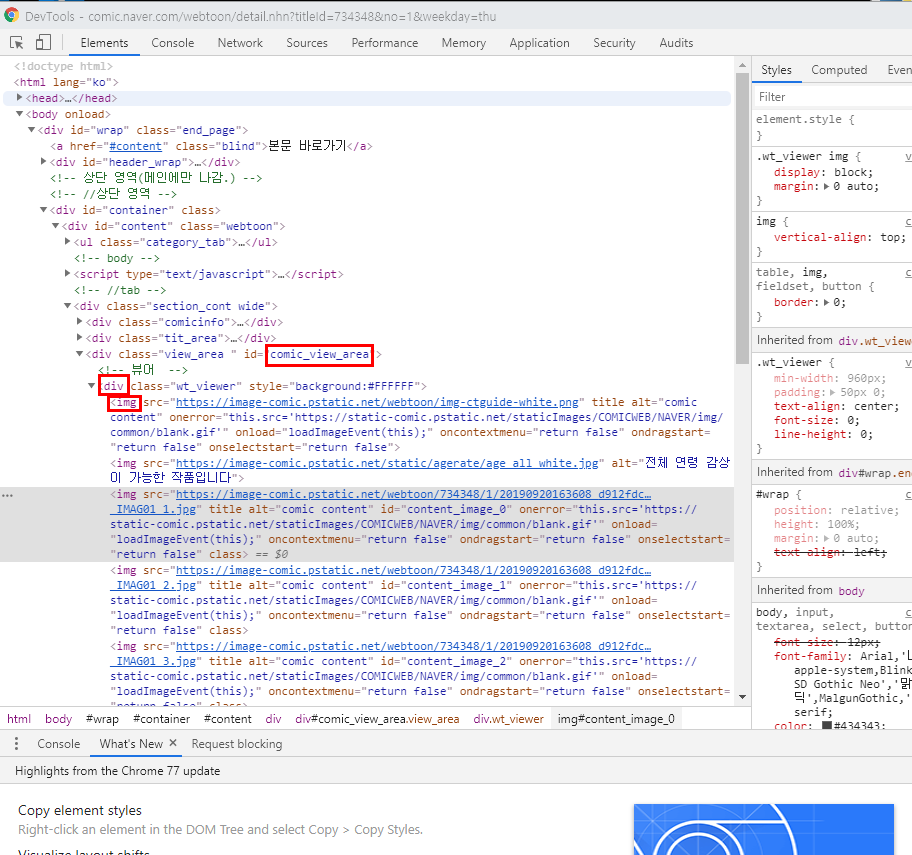 DevTools - comic.naver.com/webtoon/detail.nhn?titleId=734348&no=1&weekday=thu
Elements Console Network Sources Performance Memory Application Security Audits
<!doctype html>
<html lang="ko">
<head>…</head>
<body onload>
<div id="wrap" class="end_page">
<a href="#content" class="blind">본문 바로가기</a>
<div id="header_wrap">…</div>
<!-- 상단 영역(메인에만 나감.) -->
<!-- //상단 영역 -->
<div id="container" class>
<div id="content" class="webtoon">
<ul class="category_tab">…</ul>
<!-- body -->
<script type="text/javascript">…</script>
<!-- //tab -->
<div class="section_cont wide">
<div class="comicinfo">…</div>
<div class="tit_area">…</div>
<div class="view_area " id="comic_view_area">
<!-- 뷰어 -->
<div class="wt_viewer" style="background:#FFFFFF">
<img src="https://image-comic.pstatic.net/webtoon/img-ctguide-white.png" title alt="comic
content" onerror="this.src='https://static-comic.pstatic.net/staticImages/COMICWEB/NAVER/img/
common/blank.gif'" onload="loadImageEvent(this);" oncontextmenu="return false" ondragstart=
"return false" onselectstart="return false">
<img src="https://image-comic.pstatic.net/static/agerate/age_all_white.jpg" alt="전체 연령 감상
이 가능한 작품입니다">
<img src="https://image-comic.pstatic.net/webtoon/734348/1/20190920163608_d912fdc…
_IMAG01_1.jpg" title alt="comic content" id="content_image_0" onerror="this.src='https://
static-comic.pstatic.net/staticImages/COMICWEB/NAVER/img/common/blank.gif'" onload=
"loadImageEvent(this);" oncontextmenu="return false" ondragstart="return false" onselectstart=
"return false" class> == $0
<img src="https://image-comic.pstatic.net/webtoon/734348/1/20190920163608_d912fdc…
_IMAG01_2.jpg" title alt="comic content" id="content_image_1" onerror="this.src='https://
static-comic.pstatic.net/staticImages/COMICWEB/NAVER/img/common/blank.gif'" onload=
"loadImageEvent(this);" oncontextmenu="return false" ondragstart="return false" onselectstart=
"return false" class>
<img src="https://image-comic.pstatic.net/webtoon/734348/1/20190920163608_d912fdc…
_IMAG01_3.jpg" title alt="comic content" id="content_image_2" onerror="this.src='https://
static-comic.pstatic.net/staticImages/COMICWEB/NAVER/img/common/blank.gif'" onload=
"loadImageEvent(this);" oncontextmenu="return false" ondragstart="return false" onselectstart=
"return false" class>
html body #wrap #container #content div div#comic_view_area.view_area div.wt_viewer img#content_image_0
Styles Computed Even
Filter
element.style {
}
.wt_viewer img {
display: block;
margin: 0 auto;
}
img {
vertical-align: top;
}
table, img,
fieldset, button {
border: 0;
}
Inherited from div.wt_view
.wt_viewer {
min-width: 960px;
padding: 50px 0;
text-align: center;
font-size: 0;
line-height: 0;
}
Inherited from div#wrap.en
#wrap {
position: relative;
height: 100%;
margin: 0 auto;
text-align: left;
}
Inherited from body
body, input,
textarea, select, button
font-size: 12px;
font-family: Arial,
apple-system,Blink
SD Gothic Neo','맑
딕',MalgunGothic,
serif;
color: #434343;
Console What's New × Request blocking
Highlights from the Chrome 77 update
Copy element styles
Right-click an element in the DOM Tree and select Copy > Copy Styles.
Visualize layout shifts